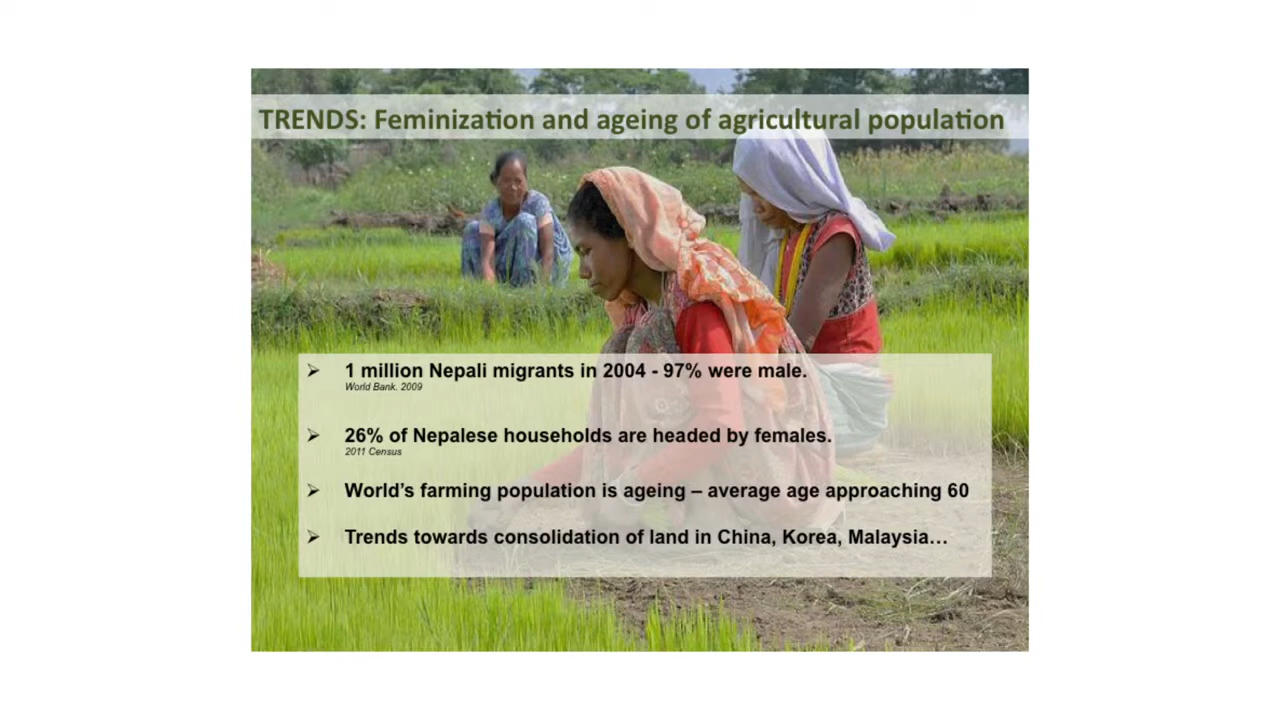 TRENDS: Feminization and ageing of agricultural population
➢ 1 million Nepali migrants in 2004 - 97% were male.
World Bank. 2009
➢ 26% of Nepalese households are headed by females.
2011 Census
➢ World’s farming population is ageing – average age approaching 60
➢ Trends towards consolidation of land in China, Korea, Malaysia…